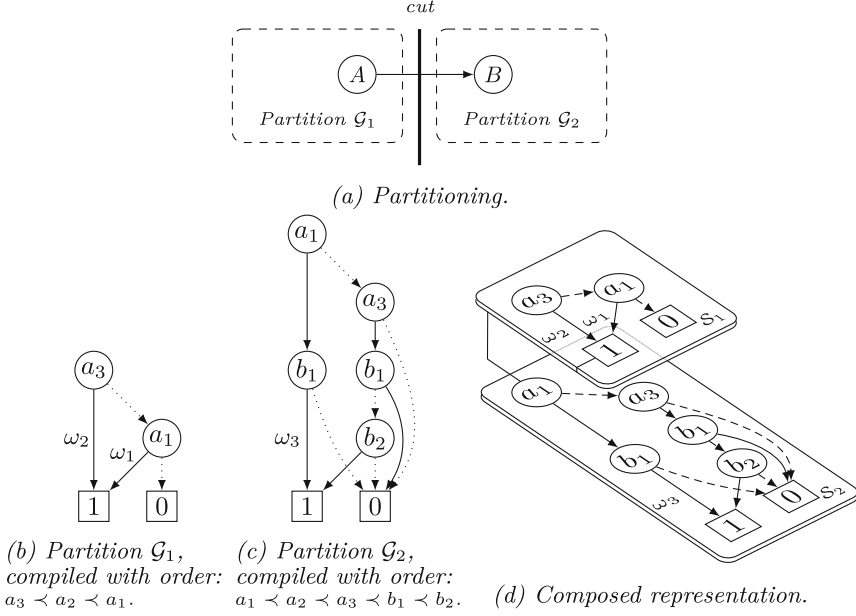 cut
A B
Partition 𝒢₁ Partition 𝒢₂
(a) Partitioning.
a₃
ω₂ ω₁ a₁
1 0
(b) Partition 𝒢₁,
compiled with order:
a₃ ≺ a₂ ≺ a₁.
a₁
a₃
b₁ b₁
ω₃ b₂
1 0
(c) Partition 𝒢₂,
compiled with order:
a₁ ≺ a₂ ≺ a₃ ≺ b₁ ≺ b₂.
a₃ a₁
ω₂ ω₁ 0 S₁
1
a₁ a₃
b₁ b₁
b₂
ω₃ 1 0 S₂
(d) Composed representation.